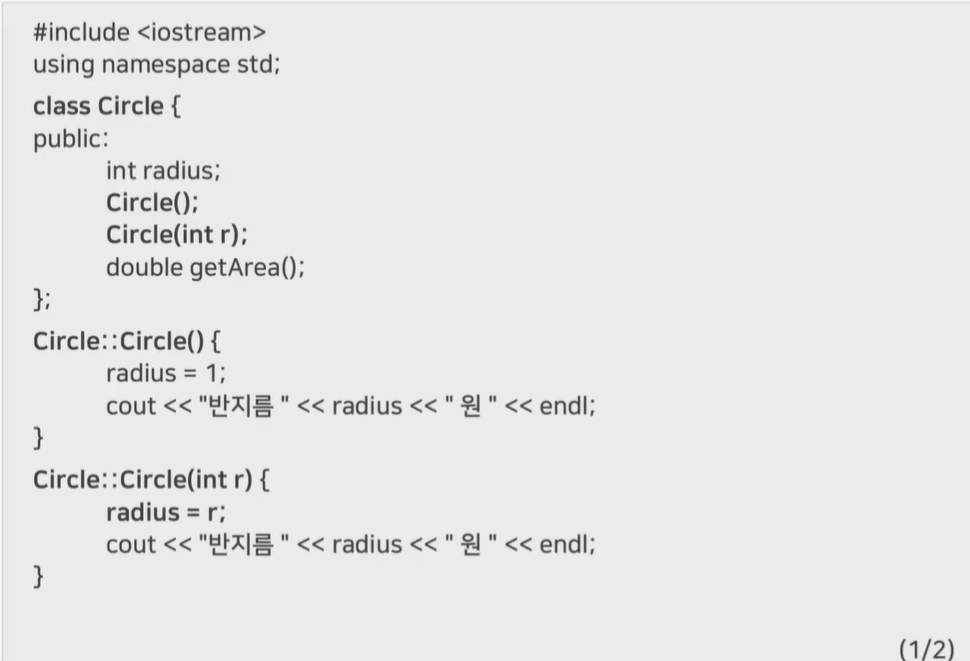 #include <iostream>
using namespace std;
class Circle {
public:
int radius;
Circle();
Circle(int r);
double getArea();
};
Circle::Circle() {
radius = 1;
cout << "반지름 " << radius << " 원 " << endl;
}
Circle::Circle(int r) {
radius = r;
cout << "반지름 " << radius << " 원 " << endl;
}
(1/2)